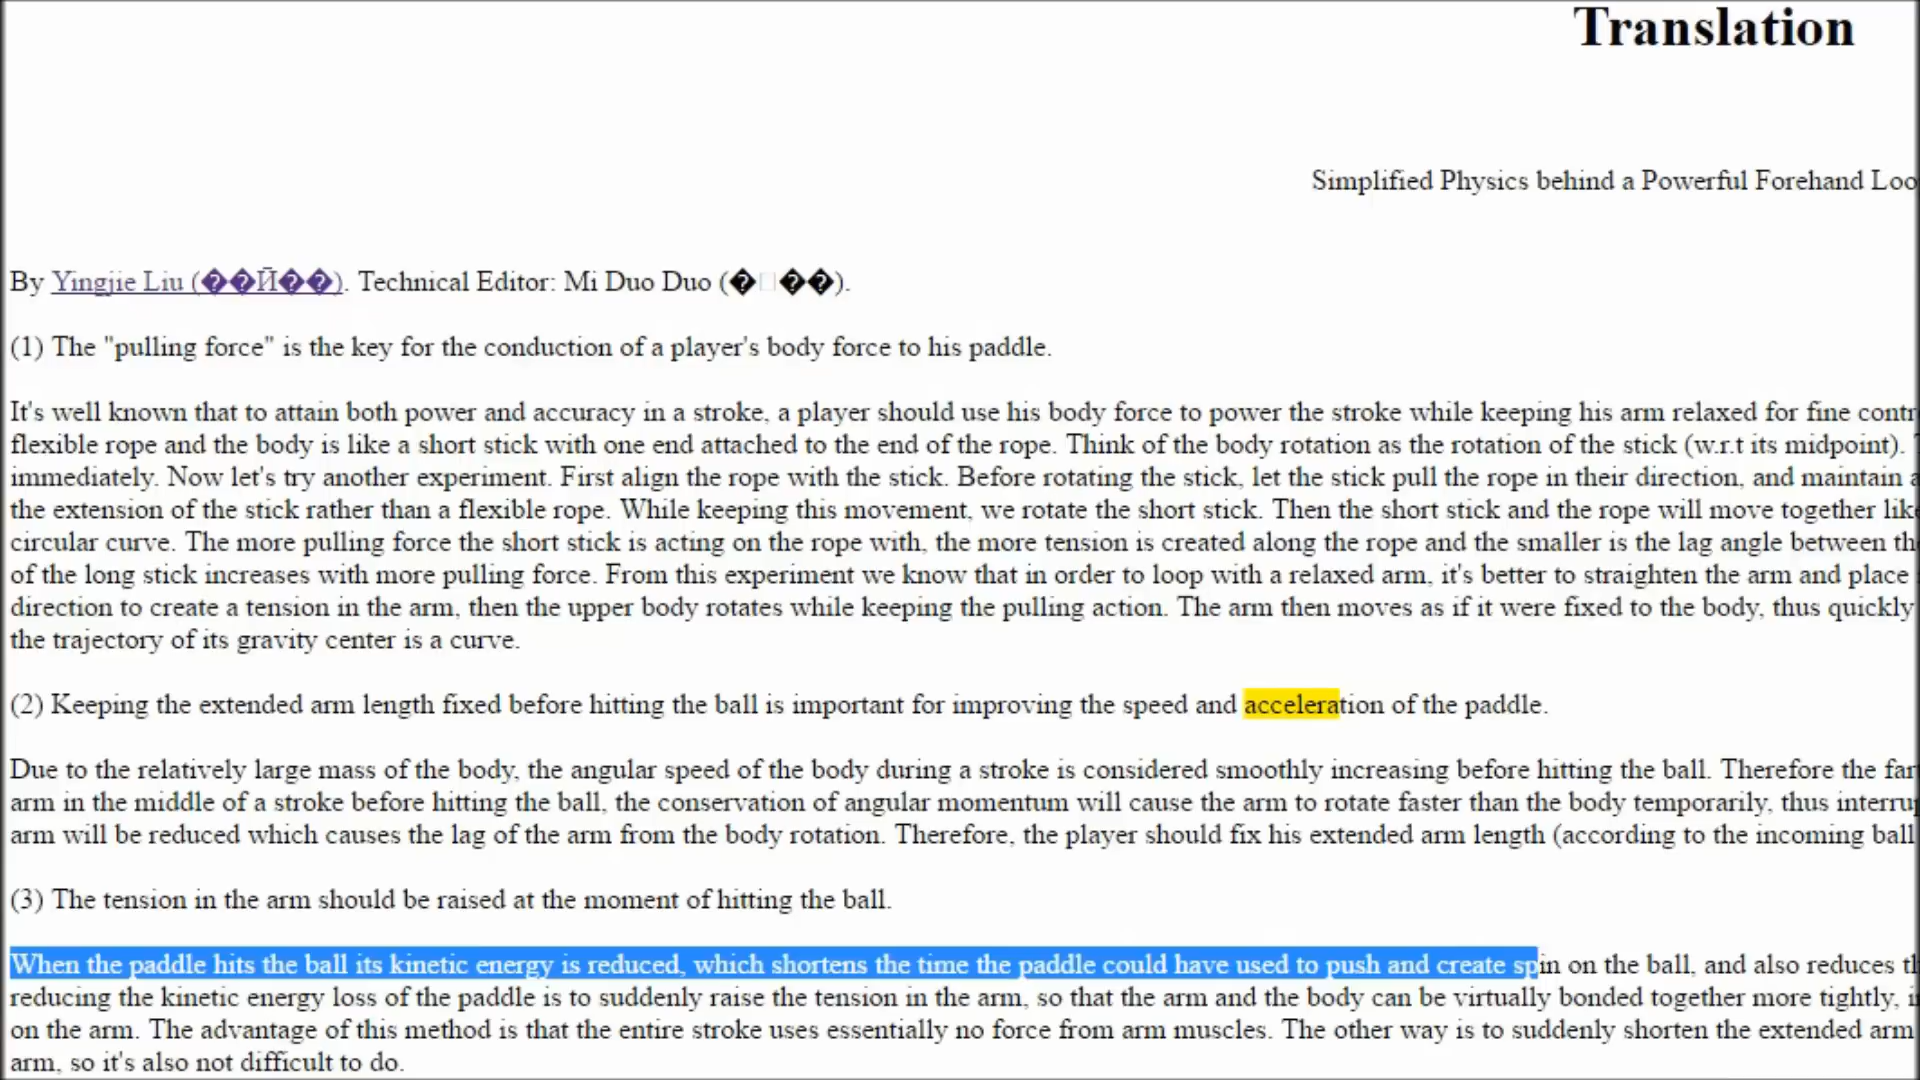 Translation
Simplified Physics behind a Powerful Forehand Loo
By Yingjie Liu (��Й��). Technical Editor: Mi Duo Duo (�􏰀��).
(1) The "pulling force" is the key for the conduction of a player's body force to his paddle.
It's well known that to attain both power and accuracy in a stroke, a player should use his body force to power the stroke while keeping his arm relaxed for fine contr
flexible rope and the body is like a short stick with one end attached to the end of the rope. Think of the body rotation as the rotation of the stick (w.r.t its midpoint).
immediately. Now let's try another experiment. First align the rope with the stick. Before rotating the stick, let the stick pull the rope in their direction, and maintain a
the extension of the stick rather than a flexible rope. While keeping this movement, we rotate the short stick. Then the short stick and the rope will move together like
circular curve. The more pulling force the short stick is acting on the rope with, the more tension is created along the rope and the smaller is the lag angle between th
of the long stick increases with more pulling force. From this experiment we know that in order to loop with a relaxed arm, it's better to straighten the arm and place
direction to create a tension in the arm, then the upper body rotates while keeping the pulling action. The arm then moves as if it were fixed to the body, thus quickly
the trajectory of its gravity center is a curve.
(2) Keeping the extended arm length fixed before hitting the ball is important for improving the speed and acceleration of the paddle.
Due to the relatively large mass of the body, the angular speed of the body during a stroke is considered smoothly increasing before hitting the ball. Therefore the far
arm in the middle of a stroke before hitting the ball, the conservation of angular momentum will cause the arm to rotate faster than the body temporarily, thus interru
arm will be reduced which causes the lag of the arm from the body rotation. Therefore, the player should fix his extended arm length (according to the incoming ball
(3) The tension in the arm should be raised at the moment of hitting the ball.
When the paddle hits the ball its kinetic energy is reduced, which shortens the time the paddle could have used to push and create spin on the ball, and also reduces th
reducing the kinetic energy loss of the paddle is to suddenly raise the tension in the arm, so that the arm and the body can be virtually bonded together more tightly, i
on the arm. The advantage of this method is that the entire stroke uses essentially no force from arm muscles. The other way is to suddenly shorten the extended arm
arm, so it's also not difficult to do.